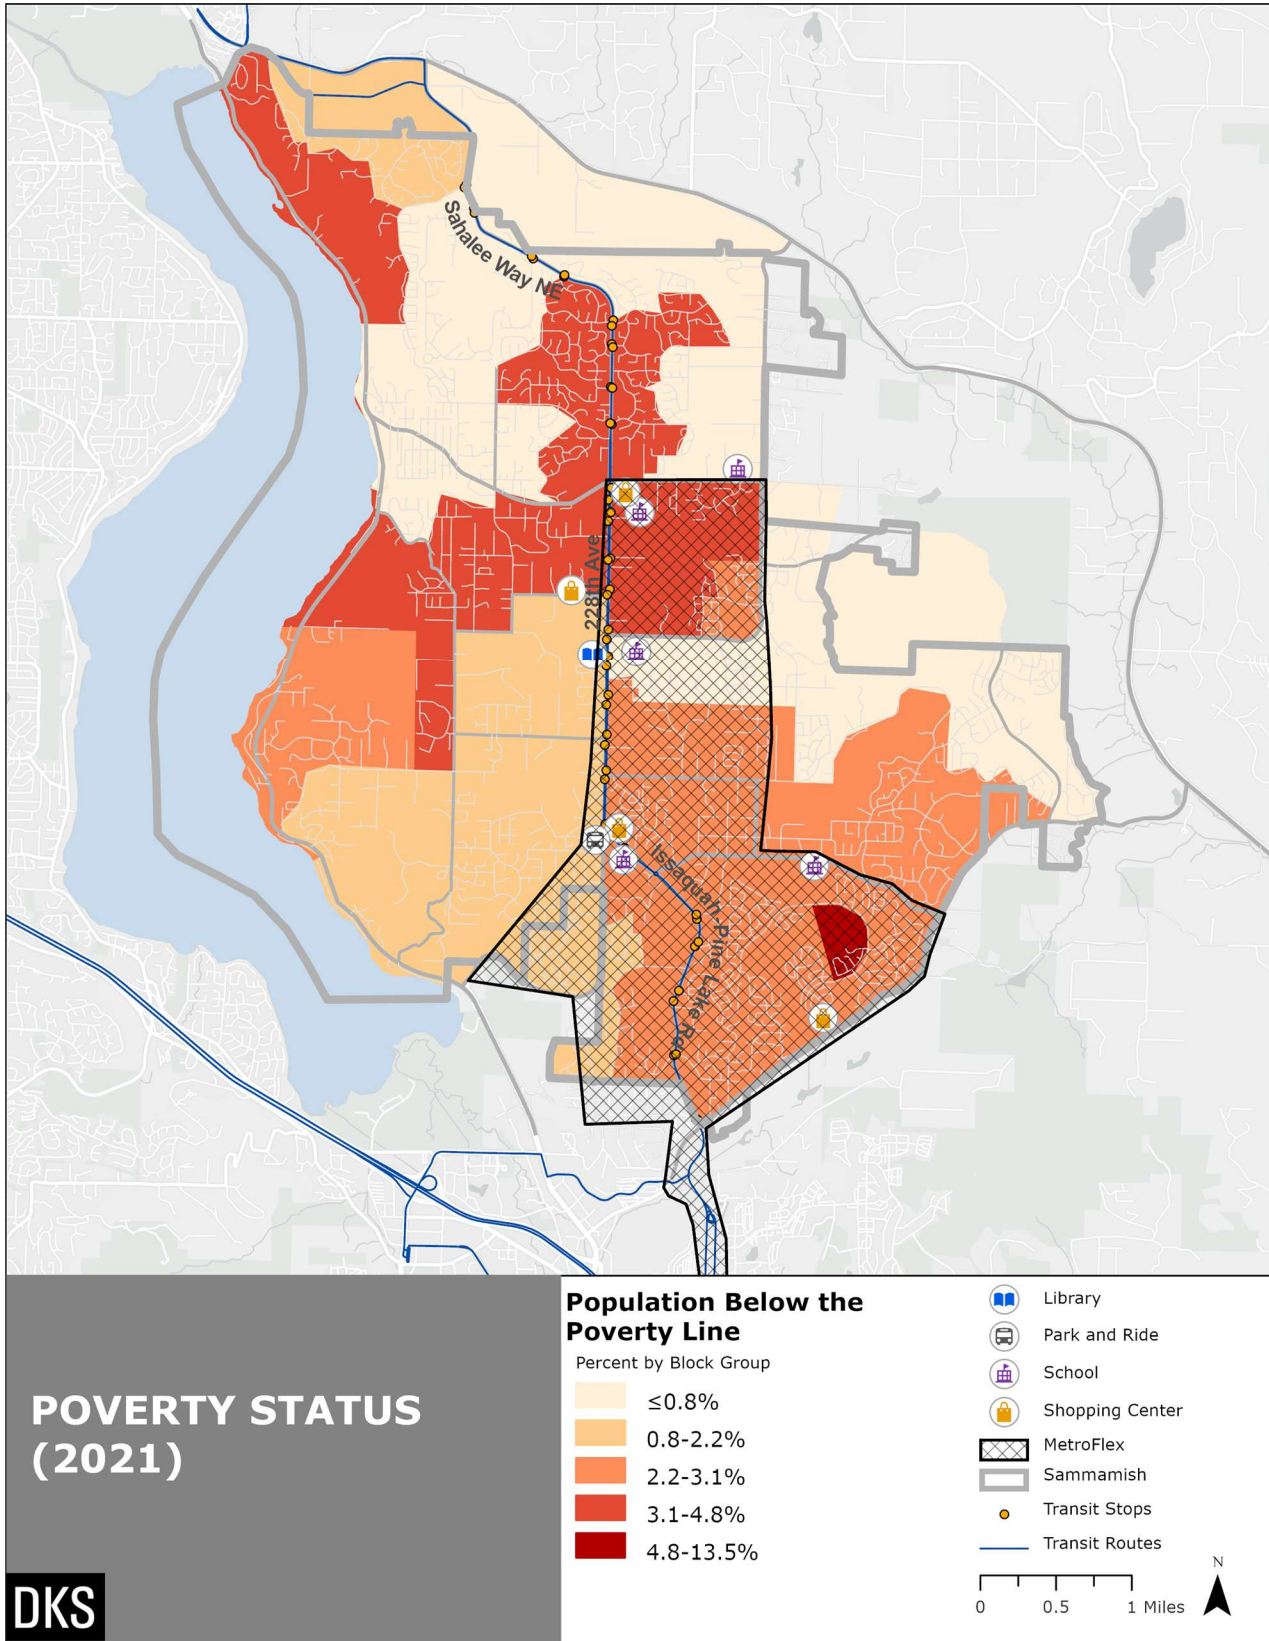 Sahalee Way NE
228th Ave
Issaquah-Pine Lake Rd
POVERTY STATUS
(2021)
DKS
Population Below the
Poverty Line
Percent by Block Group
≤0.8%
0.8-2.2%
2.2-3.1%
3.1-4.8%
4.8-13.5%
Library
Park and Ride
School
Shopping Center
MetroFlex
Sammamish
Transit Stops
Transit Routes
N
0 0.5 1 Miles